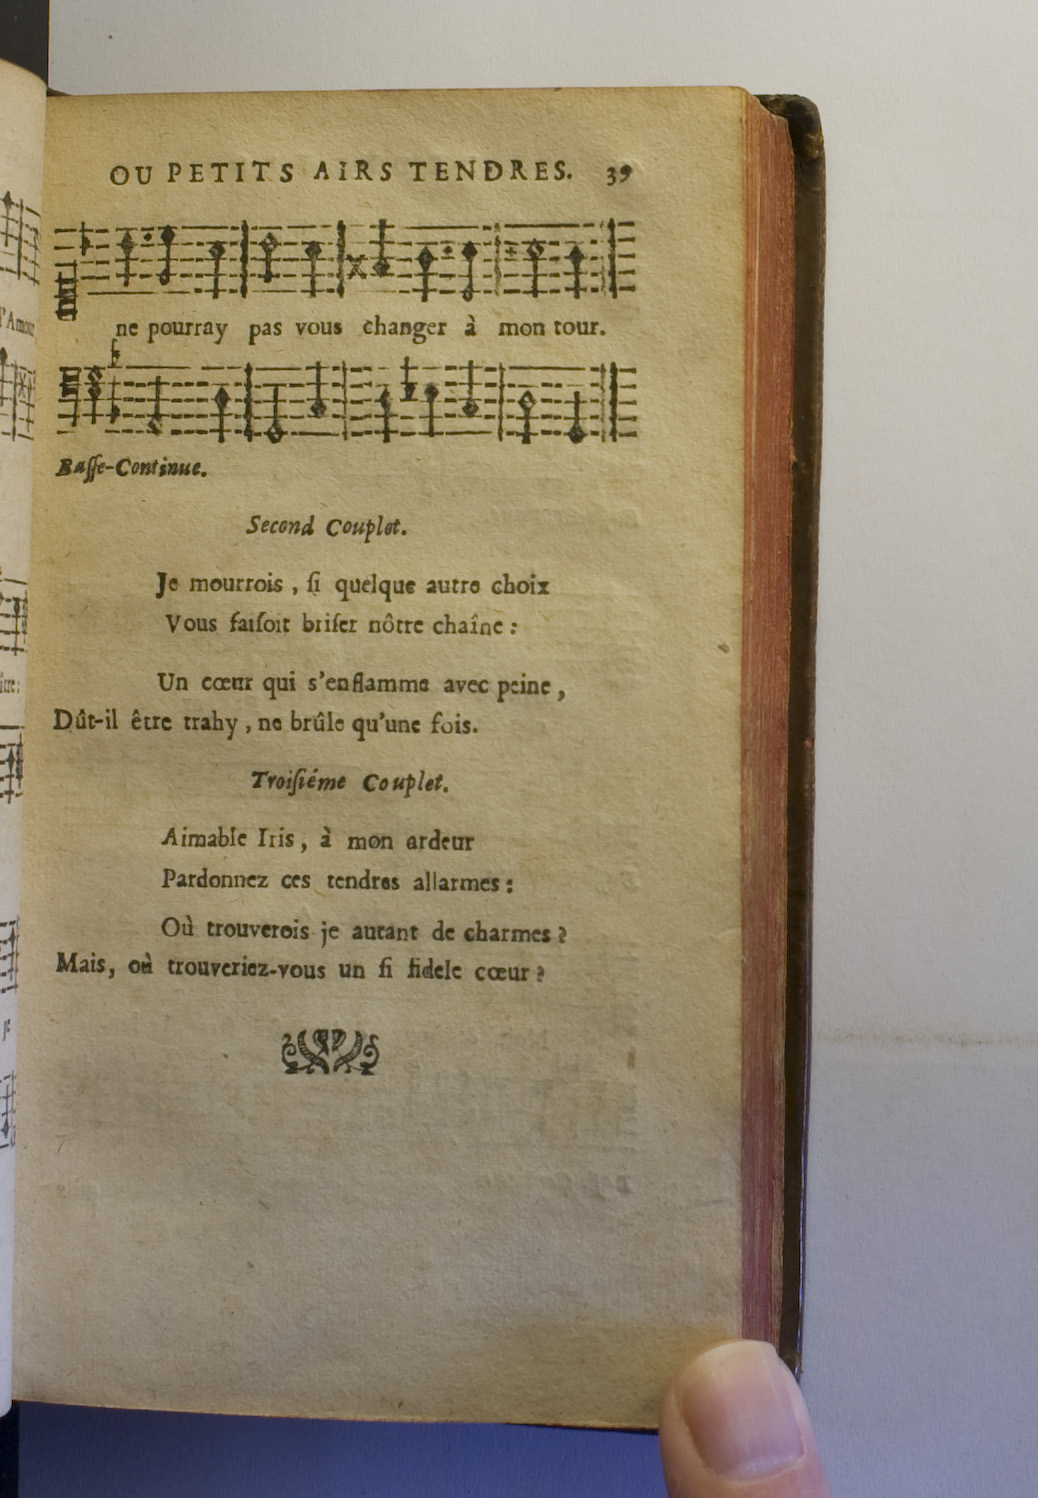 OU PETITS AIRS TENDRES. 39
ne pourray pas vous changer à mon tour.
Baſſe-Continue.
Second Couplet.
Je mourrois, ſi quelque autre choix
Vous faiſoit briſer nôtre chaîne :
Un cœur qui s'enflamme avec peine,
Dût-il être trahy, ne brûle qu'une fois.
Troiſiéme Couplet.
Aimable Iris, à mon ardeur
Pardonnez ces tendres allarmes :
Où trouverois je autant de charmes ?
Mais, où trouveriez-vous un ſi fidele cœur ?
l'Amour